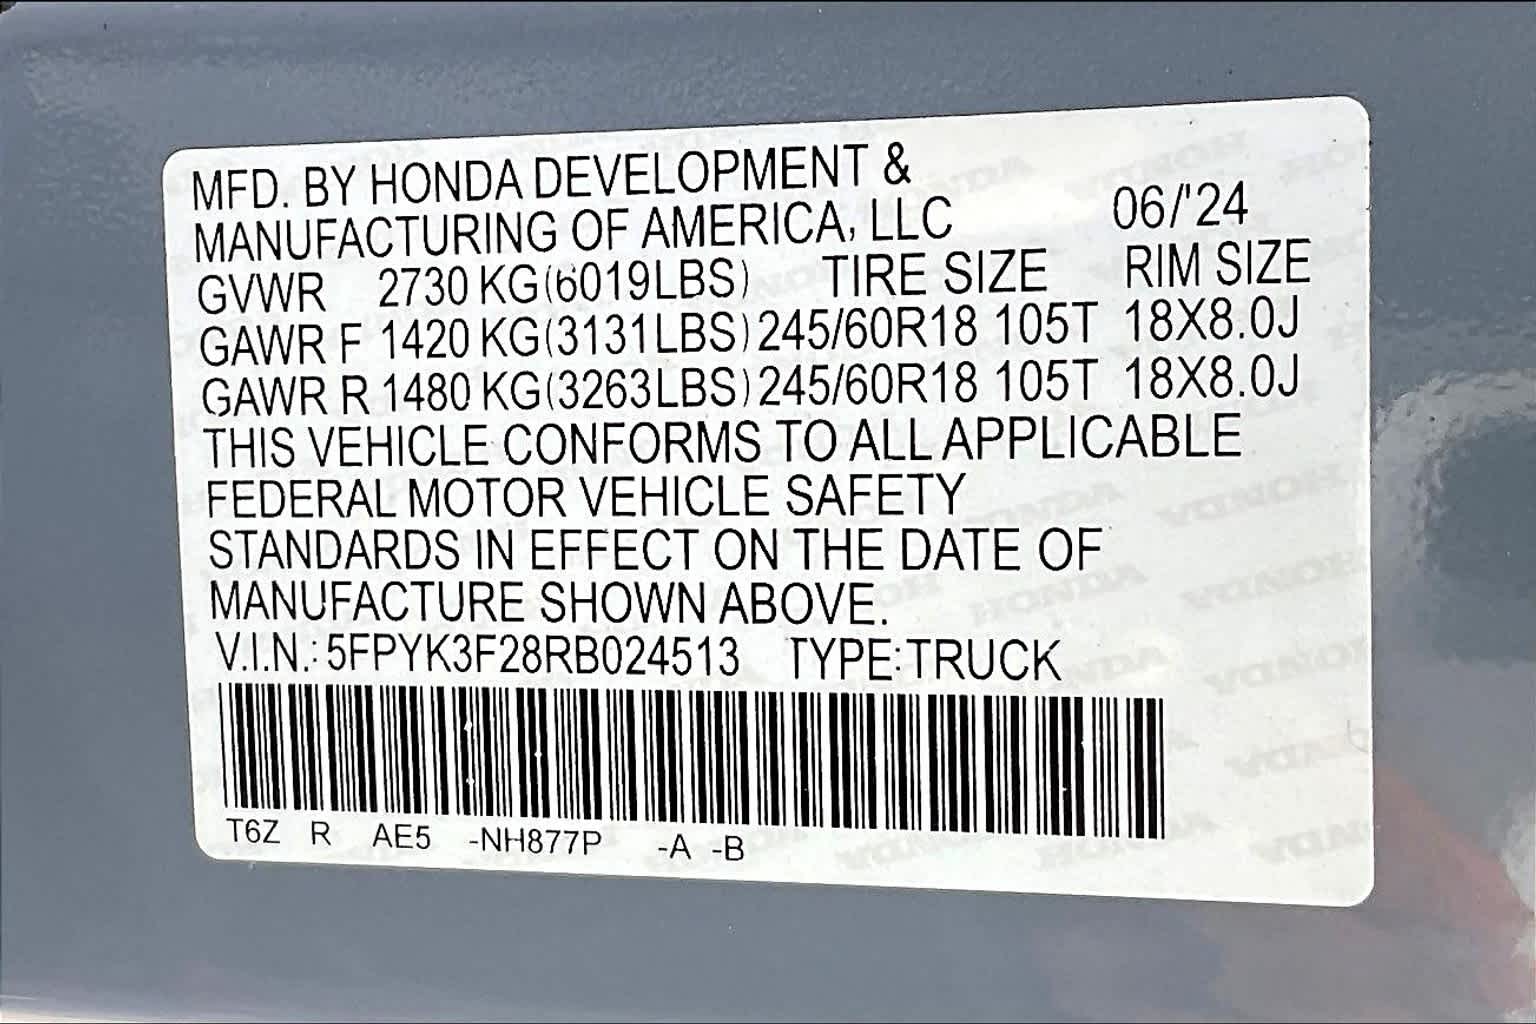 MFD. BY HONDA DEVELOPMENT &
MANUFACTURING OF AMERICA, LLC 06/'24
GVWR 2730 KG(6019LBS) TIRE SIZE RIM SIZE
GAWR F 1420 KG(3131LBS) 245/60R18 105T 18X8.0J
GAWR R 1480 KG(3263LBS) 245/60R18 105T 18X8.0J
THIS VEHICLE CONFORMS TO ALL APPLICABLE
FEDERAL MOTOR VEHICLE SAFETY
STANDARDS IN EFFECT ON THE DATE OF
MANUFACTURE SHOWN ABOVE.
V.I.N.: 5FPYK3F28RB024513 TYPE:TRUCK
T6Z R AE5 -NH877P -A -B